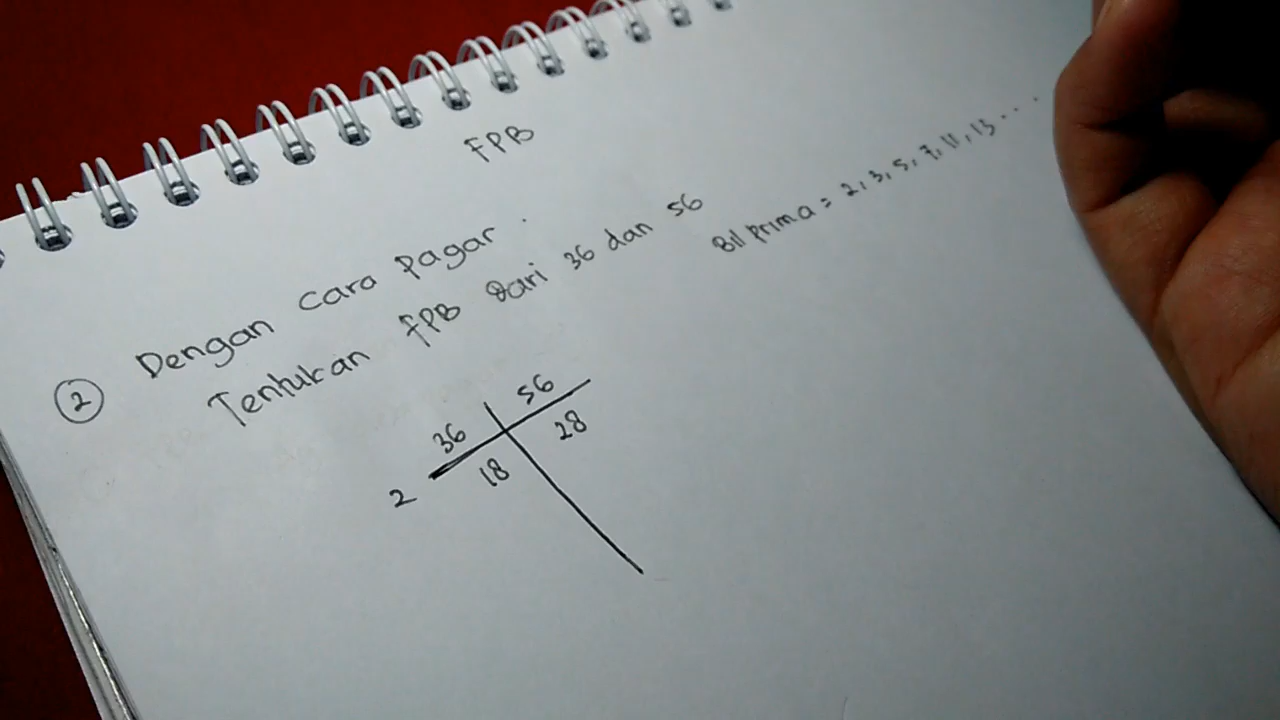 FPB
② Dengan cara Pagar.
Tentukan FPB Dari 36 dan 56
Bil prima = 2, 3, 5, 7, 11, 13 ...
36 56
2 18 28